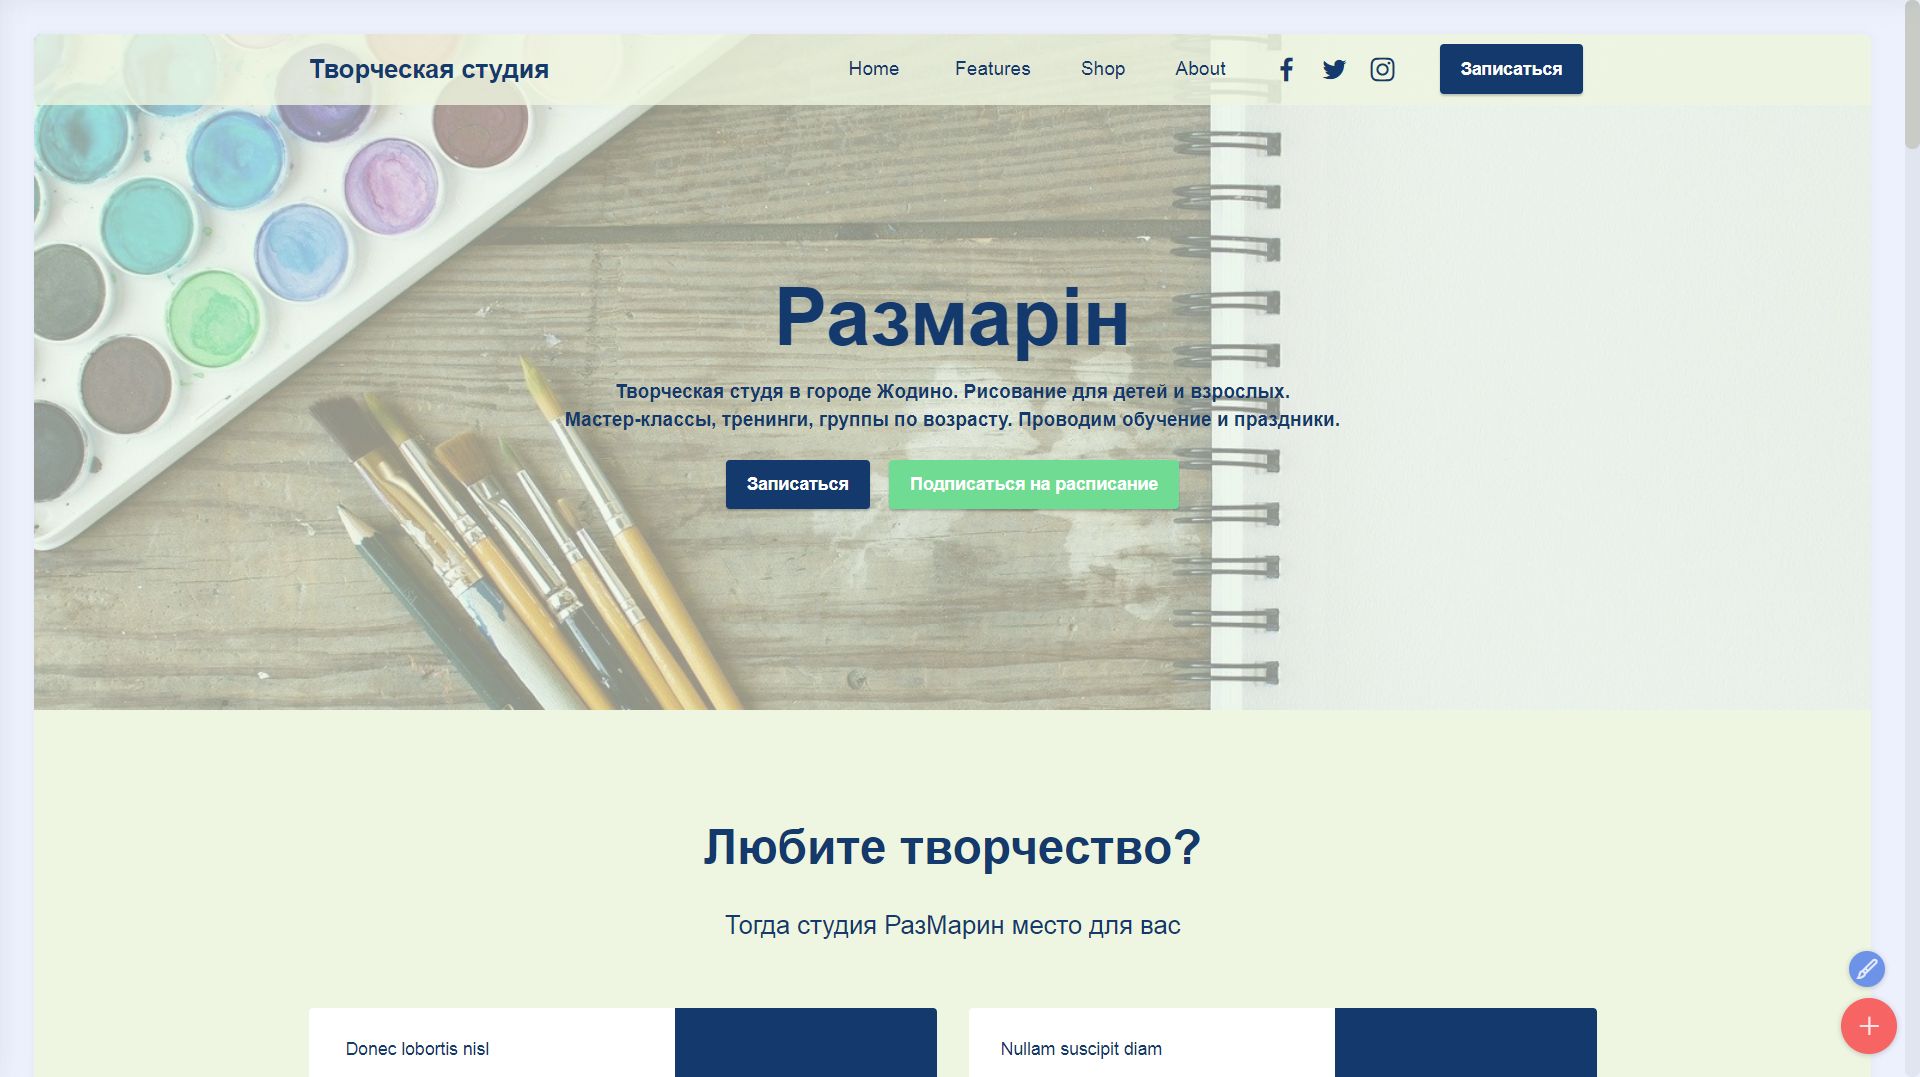 Творческая студия
Home
Features
Shop
About
Записаться
Размарін
Творческая студя в городе Жодино. Рисование для детей и взрослых.
Мастер-классы, тренинги, группы по возрасту. Проводим обучение и праздники.
Записаться
Подписаться на расписание
Любите творчество?
Тогда студия РазМарин место для вас
Donec lobortis nisl
Nullam suscipit diam